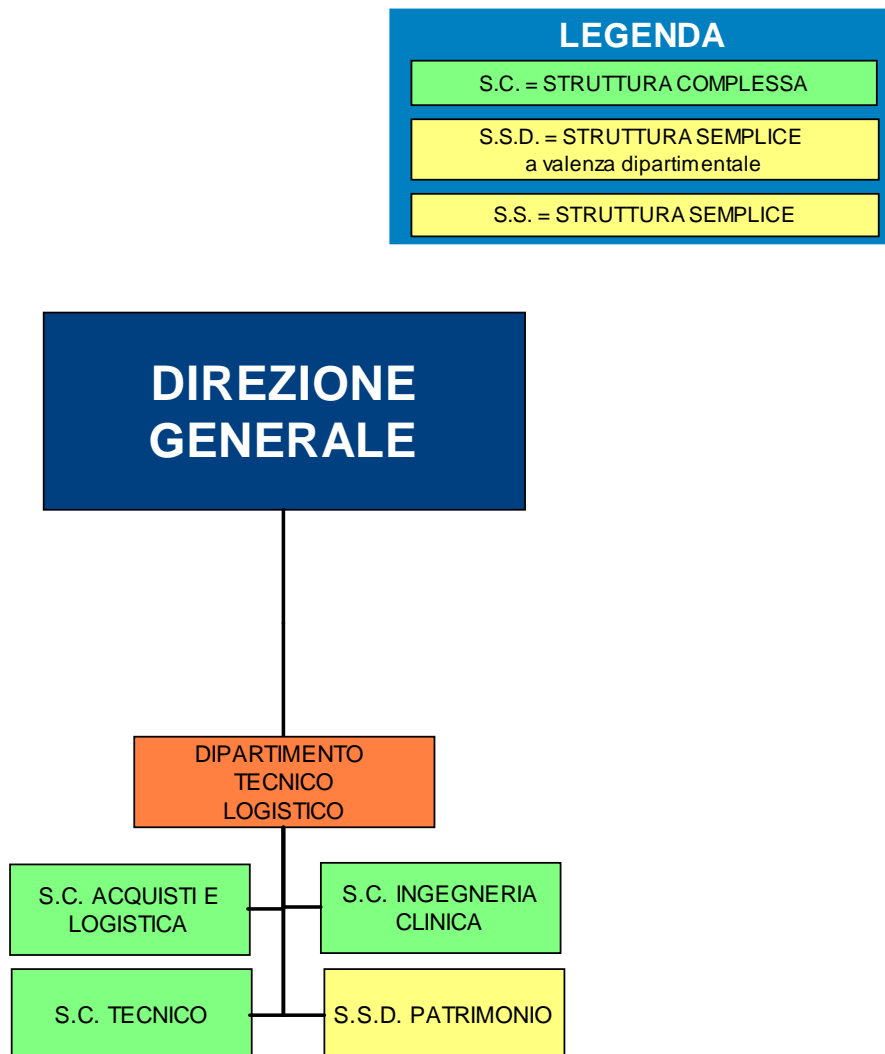 LEGENDA
S.C. = STRUTTURA COMPLESSA
S.S.D. = STRUTTURA SEMPLICE
a valenza dipartimentale
S.S. = STRUTTURA SEMPLICE
DIREZIONE
GENERALE
DIPARTIMENTO
TECNICO
LOGISTICO
S.C. ACQUISTI E
LOGISTICA
S.C. INGEGNERIA
CLINICA
S.C. TECNICO
S.S.D. PATRIMONIO